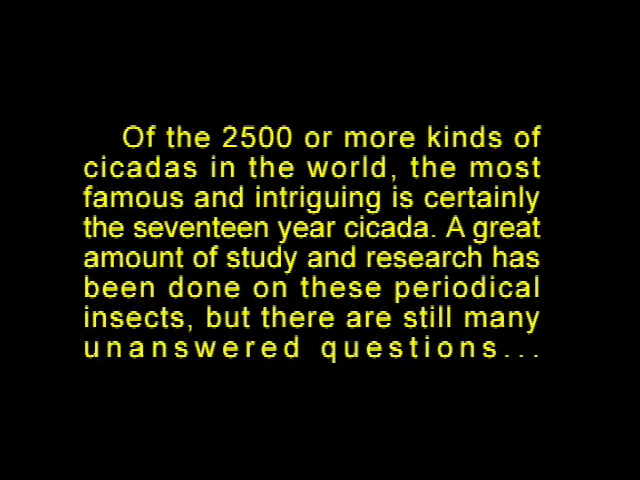 Of the 2500 or more kinds of
cicadas in the world, the most
famous and intriguing is certainly
the seventeen year cicada. A great
amount of study and research has
been done on these periodical
insects, but there are still many
unanswered questions...